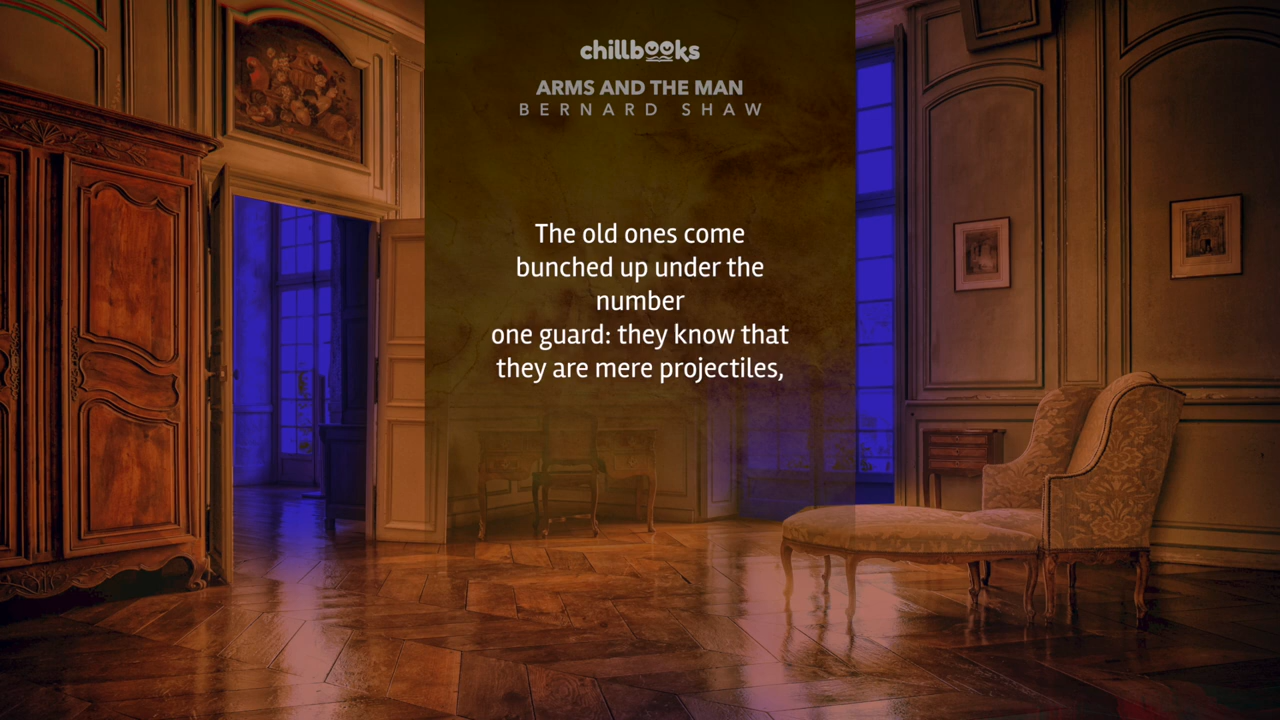 chillbooks
ARMS AND THE MAN
BERNARD SHAW
The old ones come
bunched up under the
number
one guard: they know that
they are mere projectiles,